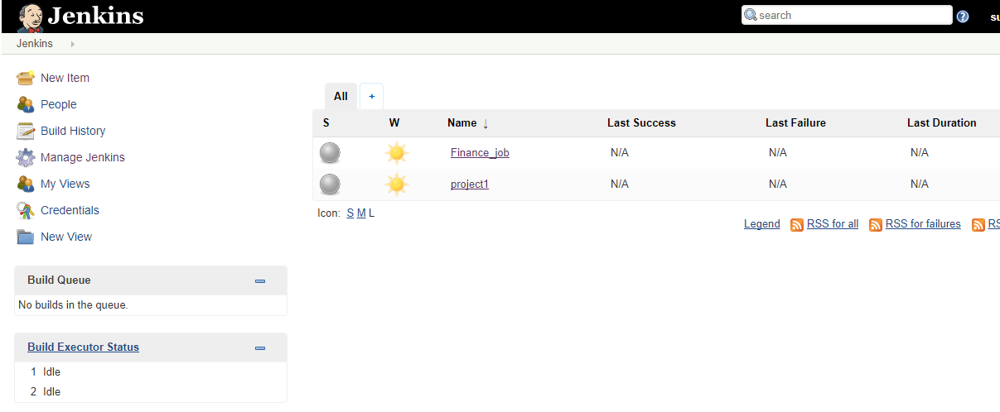 Jenkins
search
su
Jenkins
New Item
People
Build History
Manage Jenkins
My Views
Credentials
New View
Build Queue
No builds in the queue.
Build Executor Status
1 Idle
2 Idle
All +
S W Name ↓ Last Success Last Failure Last Duration
Finance_job N/A N/A N/A
project1 N/A N/A N/A
Icon: S M L
Legend RSS for all RSS for failures RS